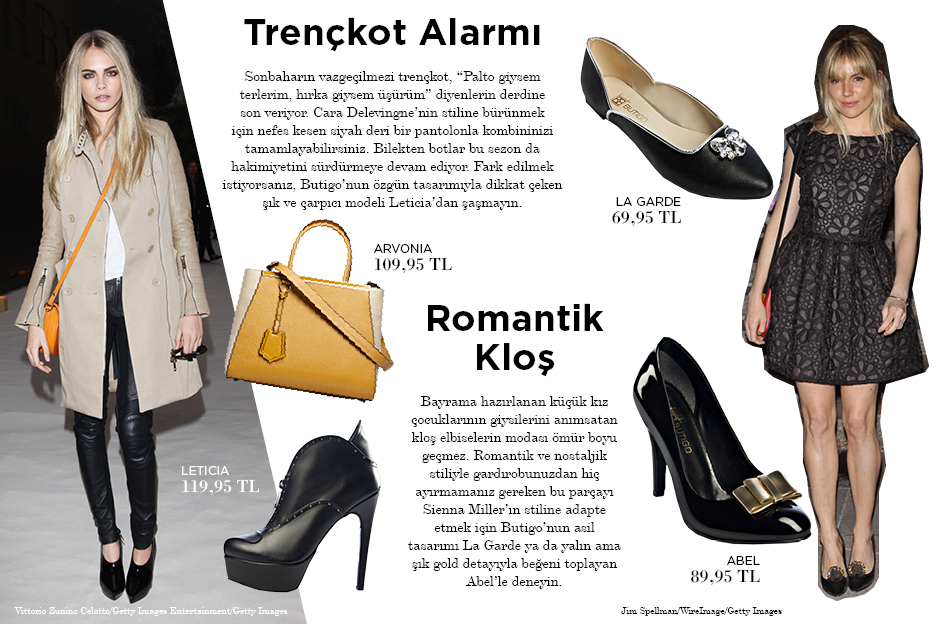 Trençkot Alarmı
Sonbaharın vazgeçilmezi trençkot, “Palto giysem
terlerim, hırka giysem üşürüm” diyenlerin derdine
son veriyor. Cara Delevingne’nin stiline bürünmek
için nefes kesen siyah deri bir pantolonla kombininizi
tamamlayabilirsiniz. Bilekten botlar bu sezon da
hakimiyetini sürdürmeye devam ediyor. Fark edilmek
istiyorsanız, Butigo’nun özgün tasarımıyla dikkat çeken
şık ve çarpıcı modeli Leticia’dan şaşmayın.
BUTIGO
LA GARDE
69,95 TL
ARVONIA
109,95 TL
LETICIA
119,95 TL
Romantik
Kloş
Bayrama hazırlanan küçük kız
çocuklarının giysilerini anımsatan
kloş elbiselerin modası ömür boyu
geçmez. Romantik ve nostaljik
stiliyle gardırobunuzdan hiç
ayırmamanız gereken bu parçayı
Sienna Miller’ın stiline adapte
etmek için Butigo’nun asil
tasarımı La Garde ya da yalın ama
şık gold detayıyla beğeni toplayan
Abel’le deneyin.
BUTIGO
ABEL
89,95 TL
Vittorio Zunino Celotto/Getty Images Entertainment/Getty Images
Jim Spellman/WireImage/Getty Images